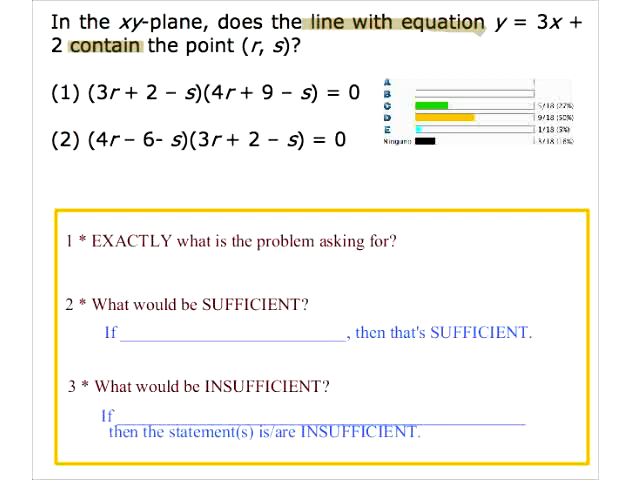 In the xy-plane, does the line with equation y = 3x +
2 contain the point (r, s)?
(1) (3r + 2 – s)(4r + 9 – s) = 0
(2) (4r – 6- s)(3r + 2 – s) = 0
A
B
C 5/18 (27%)
D 9/18 (50%)
E 1/18 (5%)
Ninguno 3/18 (16%)
1 * EXACTLY what is the problem asking for?
2 * What would be SUFFICIENT?
If ________________________, then that's SUFFICIENT.
3 * What would be INSUFFICIENT?
If ________________________
then the statement(s) is/are INSUFFICIENT.